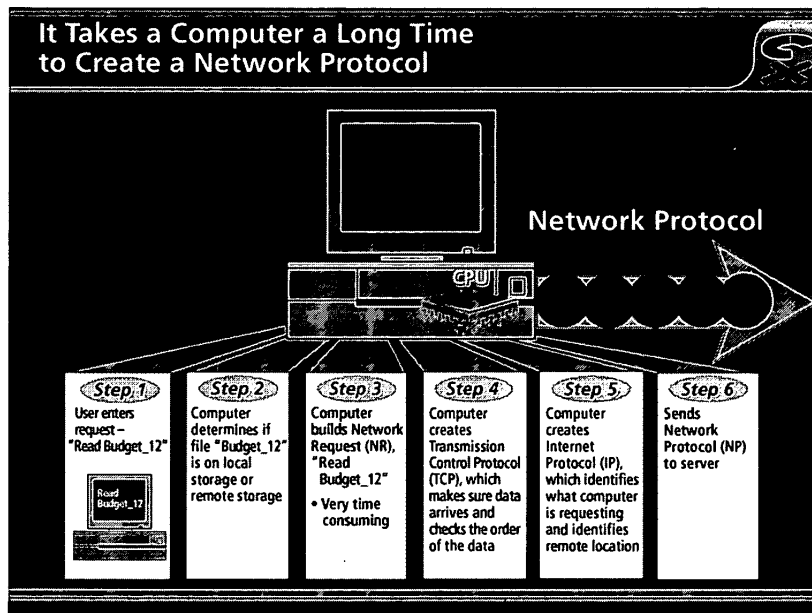 It Takes a Computer a Long Time
to Create a Network Protocol
Network Protocol
CPU
Step 1
User enters
request –
"Read Budget_12"
Read
Budget_12
Step 2
Computer
determines if
file "Budget_12"
is on local
storage or
remote storage
Step 3
Computer
builds Network
Request (NR),
"Read
Budget_12"
• Very time
consuming
Step 4
Computer
creates
Transmission
Control Protocol
(TCP), which
makes sure data
arrives and
checks the order
of the data
Step 5
Computer
creates
Internet
Protocol (IP),
which identifies
what computer
is requesting
and identifies
remote location
Step 6
Sends
Network
Protocol (NP)
to server